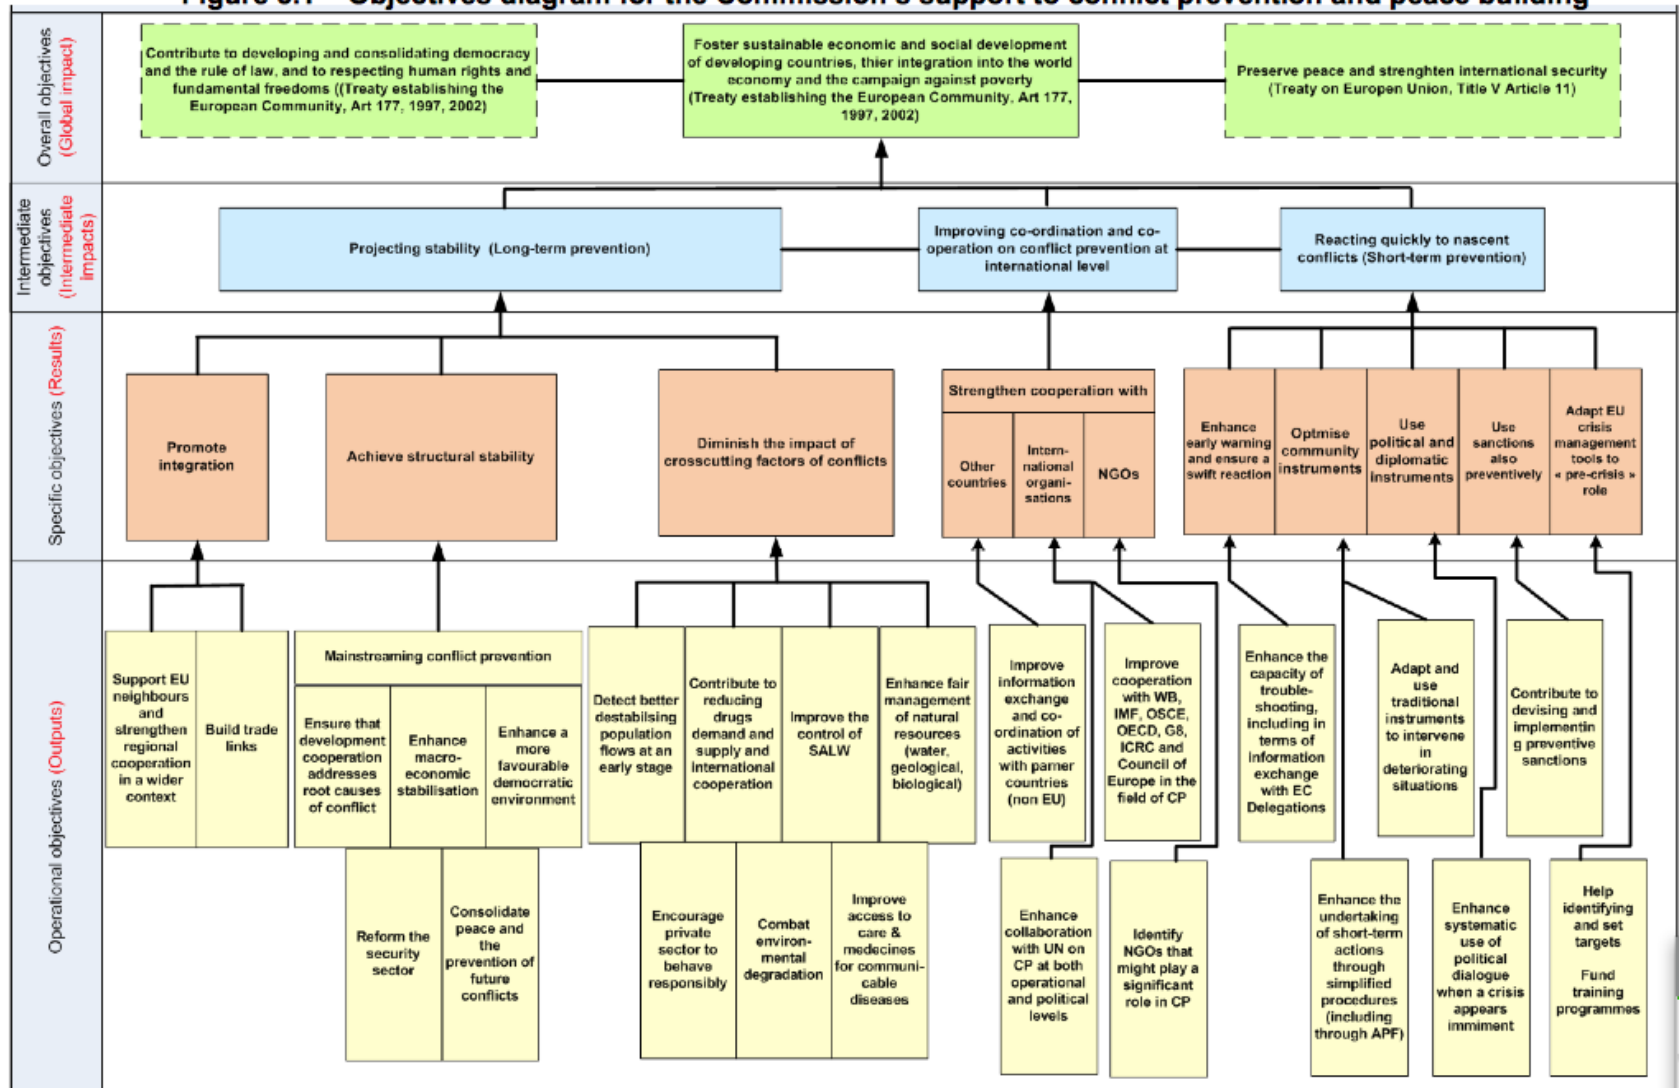 Figure 3.1 – Objectives diagram for the Commission's support to conflict prevention and peace building
Overall objectives
(Global impact)
Contribute to developing and consolidating democracy
and the rule of law, and to respecting human rights and
fundamental freedoms ((Treaty establishing the
European Community, Art 177, 1997, 2002)
Foster sustainable economic and social development
of developing countries, thier integration into the world
economy and the campaign against poverty
(Treaty establishing the European Community, Art 177,
1997, 2002)
Preserve peace and strenghten international security
(Treaty on Europen Union, Title V Article 11)
Intermediate
objectives
(Intermediate
impacts)
Projecting stability (Long-term prevention)
Improving co-ordination and co-
operation on conflict prevention at
international level
Reacting quickly to nascent
conflicts (Short-term prevention)
Specific objectives (Results)
Promote
integration
Achieve structural stability
Diminish the impact of
crosscutting factors of conflicts
Strengthen cooperation with
Other
countries
Intern-
national
organi-
sations
NGOs
Enhance
early warning
and ensure a
swift reaction
Optmise
community
instruments
Use
political and
diplomatic
instruments
Use
sanctions
also
preventively
Adapt EU
crisis
management
tools to
« pre-crisis »
role
Operational objectives (Outputs)
Support EU
neighbours
and
strengthen
regional
cooperation
in a wider
context
Build trade
links
Mainstreaming conflict prevention
Ensure that
development
cooperation
addresses
root causes
of conflict
Enhance
macro-
economic
stabilisation
Enhance a
more
favourable
democrratic
environment
Reform the
security
sector
Consolidate
peace and
the
prevention of
future
conflicts
Detect better
destabilsing
population
flows at an
early stage
Contribute to
reducing
drugs
demand and
supply and
international
cooperation
Improve the
control of
SALW
Enhance fair
management
of natural
resources
(water,
geological,
biological)
Encourage
private
sector to
behave
responsibly
Combat
environ-
mental
degradation
Improve
access to
care &
medecines
for communi-
cable
diseases
Improve
information
exchange
and co-
ordination of
activities
with parner
countries
(non EU)
Improve
cooperation
with WB,
IMF, OSCE,
OECD, G8,
ICRC and
Council of
Europe in the
field of CP
Enhance
collaboration
with UN on
CP at both
operational
and political
levels
Identify
NGOs that
might play a
significant
role in CP
Enhance the
capacity of
trouble-
shooting,
including in
terms of
information
exchange
with EC
Delegations
Adapt and
use
traditional
instruments
to intervene
in
deteriorating
situations
Contribute to
devising and
implementin
g preventive
sanctions
Enhance the
undertaking
of short-term
actions
through
simplified
procedures
(including
through APF)
Enhance
systematic
use of
political
dialogue
when a crisis
appears
immiment
Help
identifying
and set
targets
Fund
training
programmes